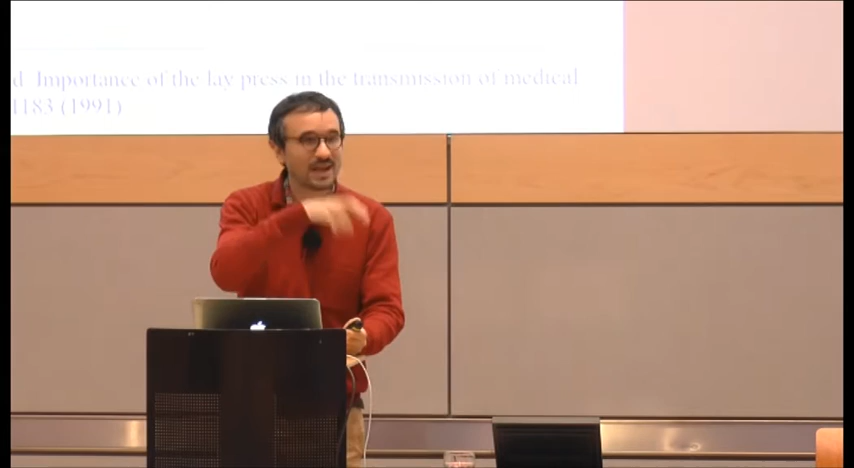 d Importance of the lay press in the transmission of medical
1183 (1991)